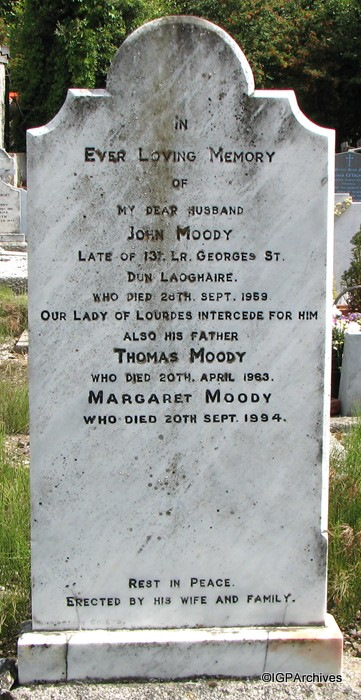 IN
EVER LOVING MEMORY
OF
MY DEAR HUSBAND
JOHN MOODY
LATE OF 137. LR. GEORGES ST.
DUN LAOGHAIRE.
WHO DIED 28TH. SEPT. 1959
OUR LADY OF LOURDES INTERCEDE FOR HIM
ALSO HIS FATHER
THOMAS MOODY
WHO DIED 20TH. APRIL 1963.
MARGARET MOODY
WHO DIED 20TH SEPT. 1994.
REST IN PEACE.
ERECTED BY HIS WIFE AND FAMILY.
©IGPArchives